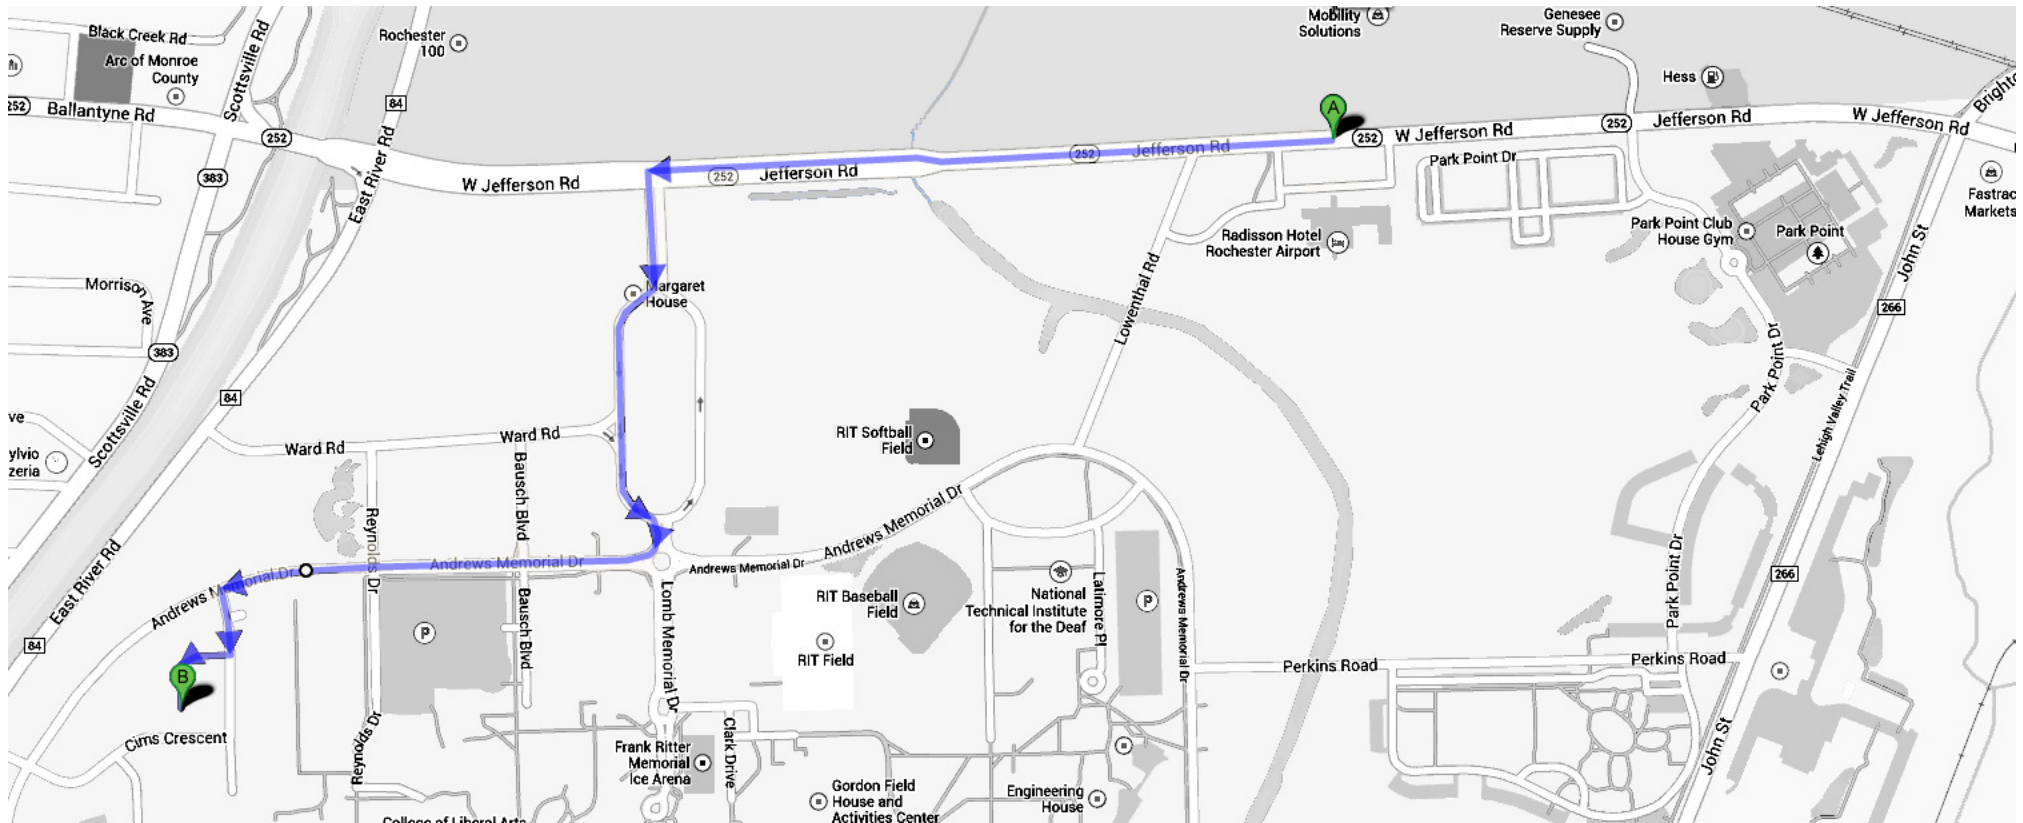 Black Creek Rd
Arc of Monroe
County
Scottsville Rd
Rochester
100
84
Mobility
Solutions
Genesee
Reserve Supply
Hess
252
Ballantyne Rd
252
383
East River Rd
W Jefferson Rd
252
Jefferson Rd
252
Jefferson Rd
A
252
W Jefferson Rd
252
Jefferson Rd
W Jefferson Rd
Park Point Dr
Fastrac
Markets
Radisson Hotel
Rochester Airport
Park Point Club
House Gym
Park Point
John St
Morrison Ave
Margaret
House
Lowenthal Rd
266
383
84
Park Point Dr
Lehigh Valley Trail
ve
Scottsville Rd
ylvio
zeria
Ward Rd
Ward Rd
RIT Softball
Field
Bausch Blvd
Reynolds Dr
Andrews Memorial Dr
Andrews Memorial Dr
Andrews Memorial Dr
Andrews Memorial Dr
East River Rd
84
B
P
Bausch Blvd
Lomb Memorial Dr
RIT Baseball
Field
RIT Field
National
Technical Institute
for the Deaf
Latimore Pl
P
Andrews Memorial Dr
Park Point Dr
266
Perkins Road
Perkins Road
Cims Crescent
Reynolds Dr
Frank Ritter
Memorial
Ice Arena
Clark Drive
Gordon Field
House and
Activities Center
Engineering
House
John St
College of Liberal Arts